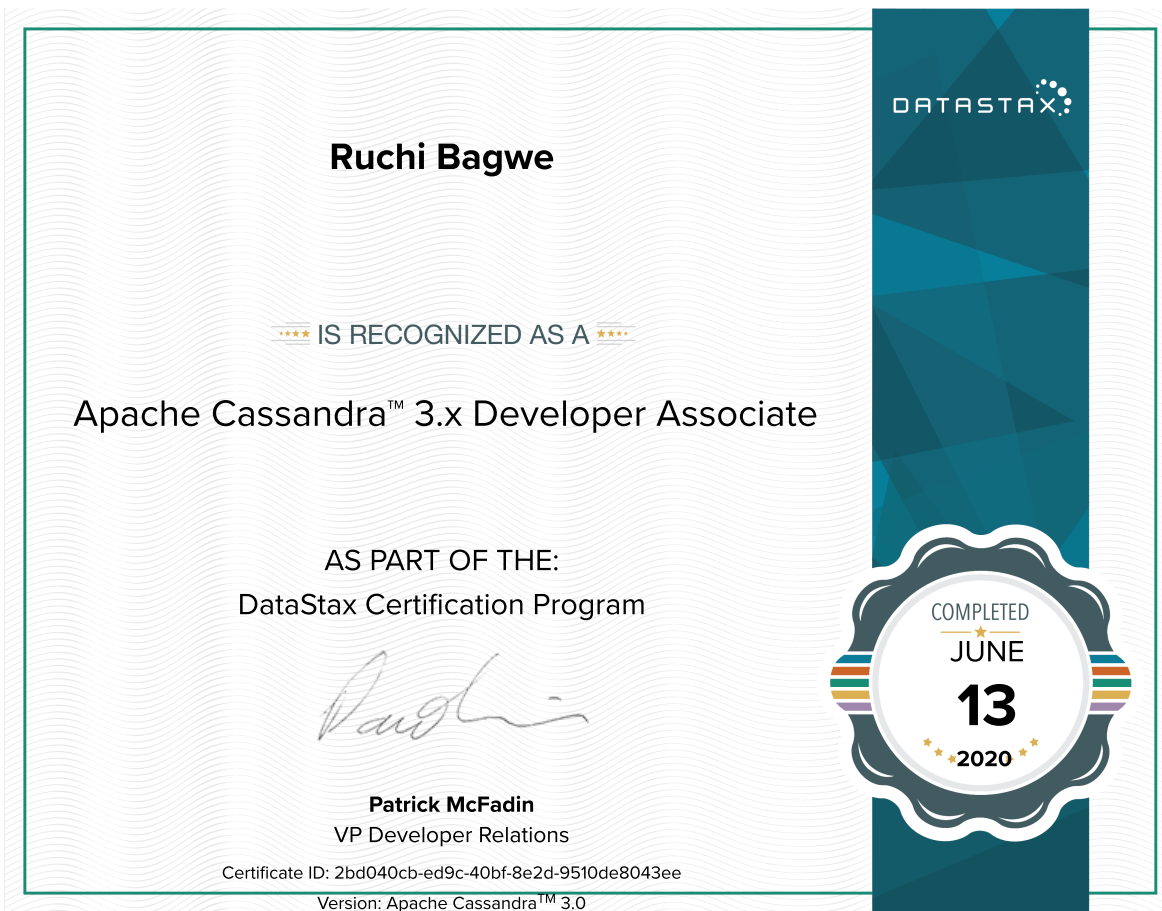 DATASTAX
Ruchi Bagwe
IS RECOGNIZED AS A
Apache Cassandra™ 3.x Developer Associate
AS PART OF THE:
DataStax Certification Program
Patrick McFadin
VP Developer Relations
Certificate ID: 2bd040cb-ed9c-40bf-8e2d-9510de8043ee
Version: Apache Cassandra™ 3.0
COMPLETED
JUNE
13
2020